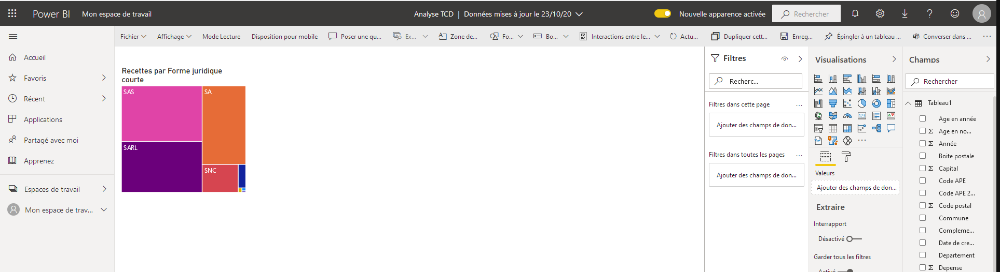 Power BI
Mon espace de travail
Analyse TCD | Données mises à jour le 23/10/20
Nouvelle apparence activée
Rechercher
Fichier
Affichage
Mode Lecture
Disposition pour mobile
Poser une qu...
Ex...
Zone de...
Fo...
Bo...
Interactions entre le...
Actu...
Dupliquer cett...
Enreg...
Épingler à un tableau ...
Converser dans ...
Accueil
Favoris
Récent
Applications
Partagé avec moi
Apprenez
Espaces de travail
Mon espace de trav...
Recettes par Forme juridique
courte
SAS
SA
SARL
SNC
Filtres
Recherc...
Filtres dans cette page
Ajouter des champs de don...
Filtres dans toutes les pages
Ajouter des champs de don...
Visualisations
Valeurs
Ajouter des champs de don...
Extraire
Interrapport
Désactivé
Garder tous les filtres
Activé
Champs
Rechercher
Tableau1
Age en année
Age en no...
Année
Boite postale
Capital
Code APE
Code APE 2...
Code postal
Commune
Compleme...
Date de cre...
Departement
Depense